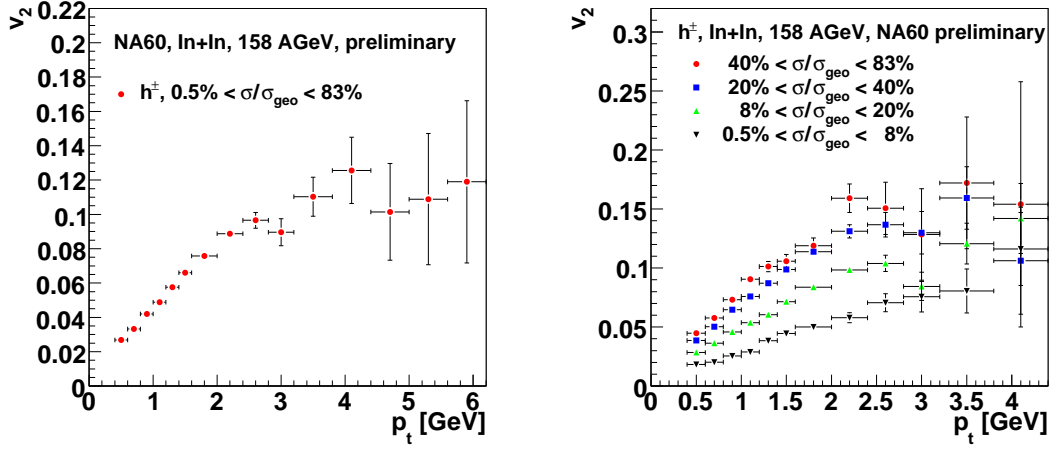 v2
0.22
0.2
0.18
0.16
0.14
0.12
0.1
0.08
0.06
0.04
0.02
0
NA60, In+In, 158 AGeV, preliminary
h±, 0.5% < σ/σgeo < 83%
0 1 2 3 4 5 6
pt [GeV]
v2
0.3
0.25
0.2
0.15
0.1
0.05
0
h±, In+In, 158 AGeV, NA60 preliminary
40% < σ/σgeo < 83%
20% < σ/σgeo < 40%
8% < σ/σgeo < 20%
0.5% < σ/σgeo < 8%
0 0.5 1 1.5 2 2.5 3 3.5 4
pt [GeV]